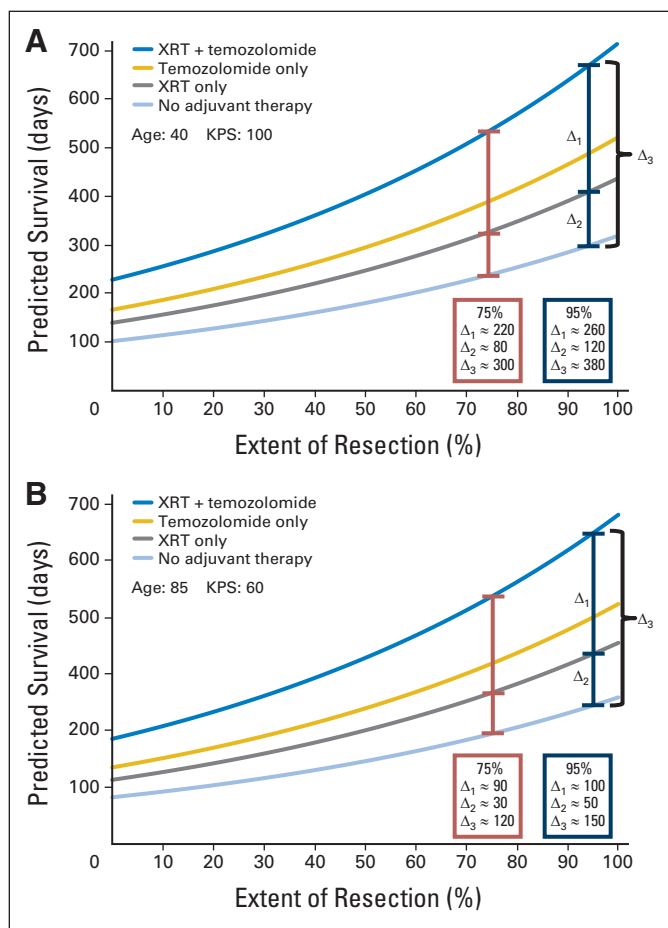 A
XRT + temozolomide
Temozolomide only
XRT only
No adjuvant therapy
Age: 40 KPS: 100
Predicted Survival (days)
700
600
500
400
300
200
100
0
Δ1
Δ2
Δ3
75%
Δ1 ≈ 220
Δ2 ≈ 80
Δ3 ≈ 300
95%
Δ1 ≈ 260
Δ2 ≈ 120
Δ3 ≈ 380
10 20 30 40 50 60 70 80 90 100
Extent of Resection (%)
B
XRT + temozolomide
Temozolomide only
XRT only
No adjuvant therapy
Age: 85 KPS: 60
Predicted Survival (days)
700
600
500
400
200
100
0
Δ1
Δ2
Δ3
75%
Δ1 ≈ 90
Δ2 ≈ 30
Δ3 ≈ 120
95%
Δ1 ≈ 100
Δ2 ≈ 50
Δ3 ≈ 150
10 20 30 40 50 60 70 80 90 100
Extent of Resection (%)